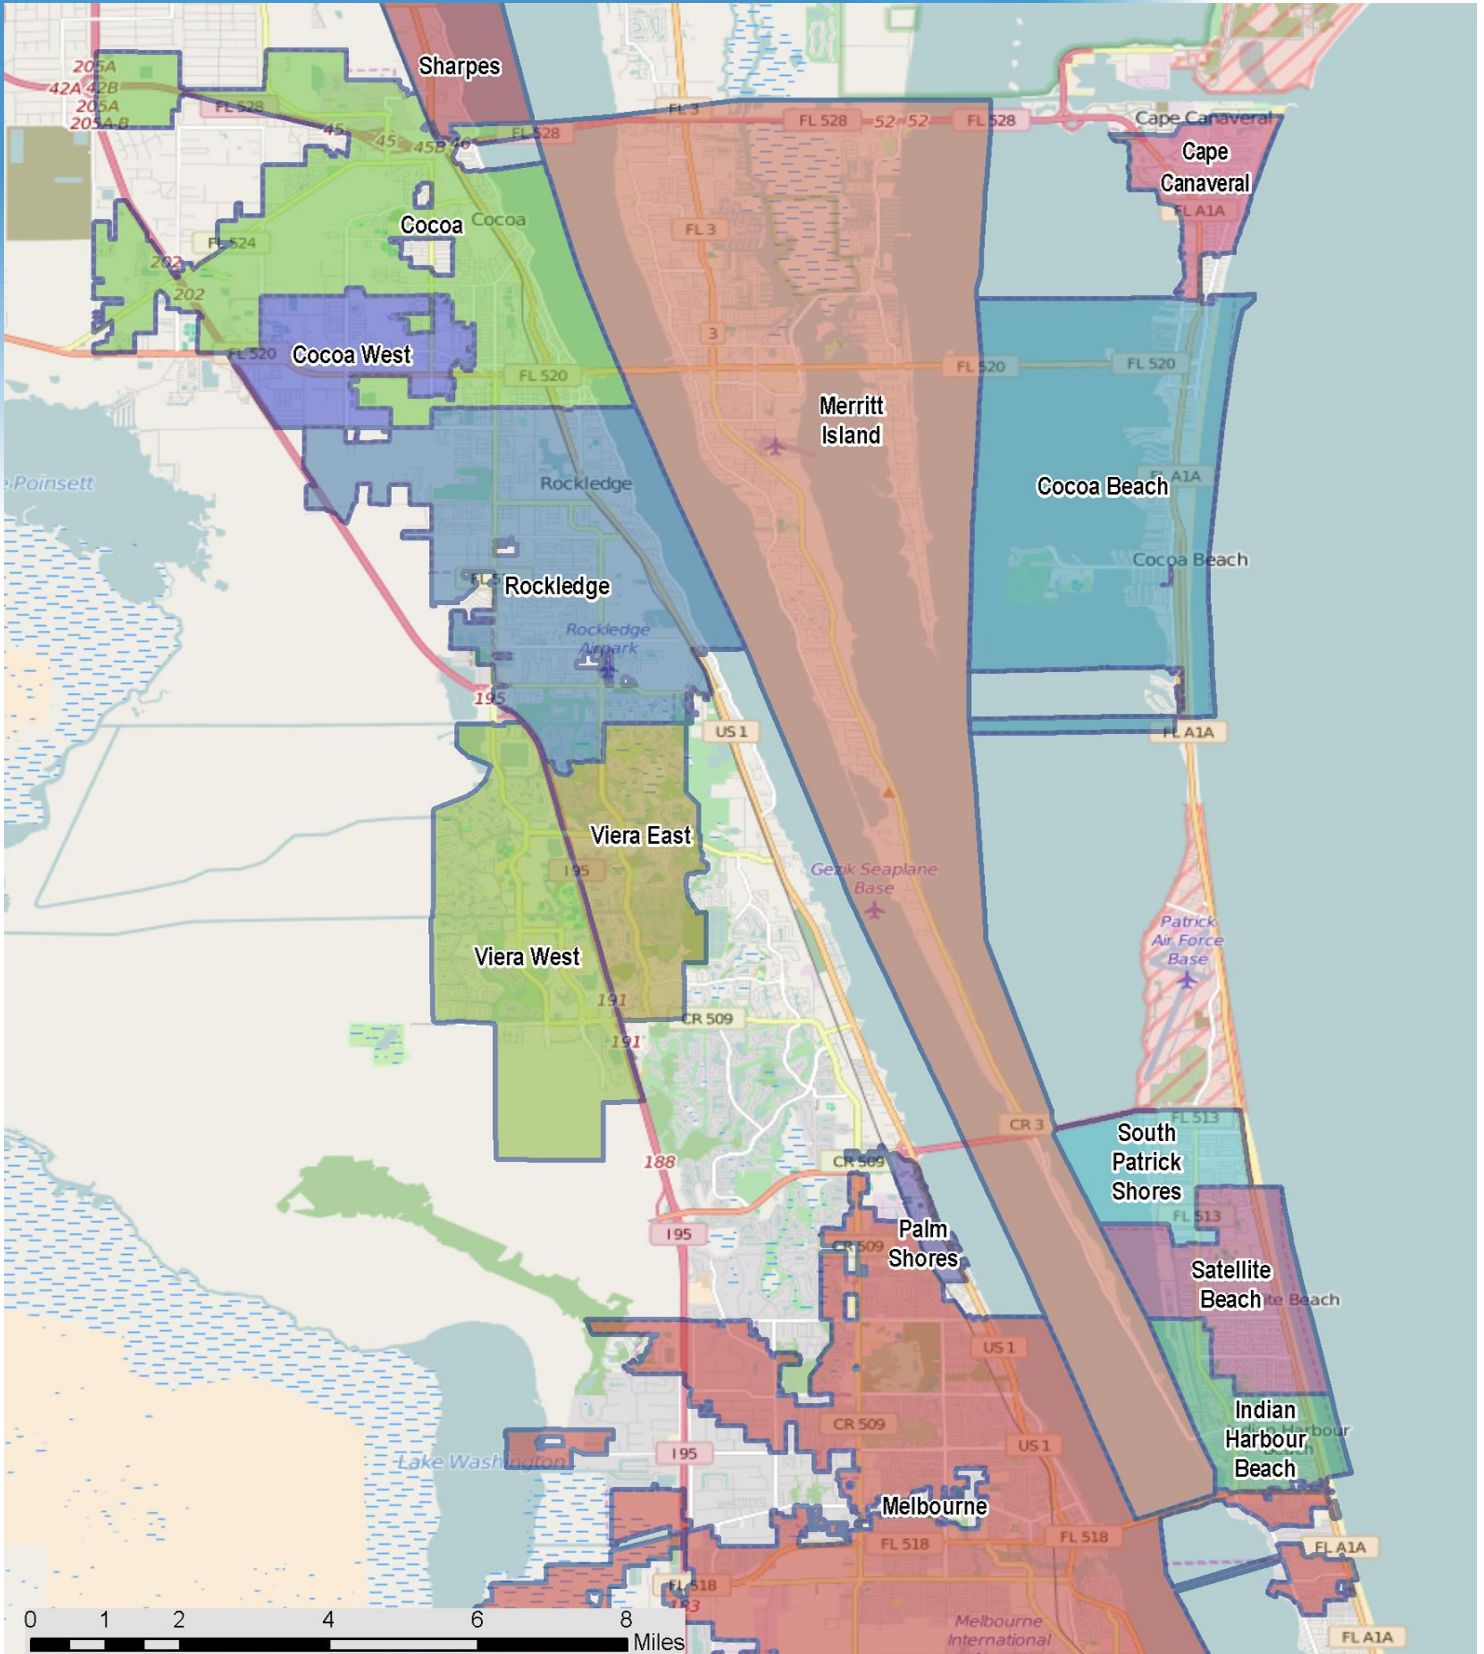 Sharpes
205A
42A 42B
205A
205A-B
FL 528
45
45
45B
46
FL 528
FL 3
FL 528
52
52
FL 528
Cape Canaveral
Cape
Canaveral
FL A1A
Cocoa
Cocoa
FL 524
FL 3
202
202
3
FL 520
Cocoa West
FL 520
FL 520
FL 520
Merritt
Island
Poinsett
Rockledge
Cocoa Beach
A1A
Cocoa Beach
Rockledge
Rockledge
Airpark
195
US 1
FL A1A
Viera East
I 95
Gezik Seaplane
Base
Patrick
Air Force
Base
Viera West
191
CR 509
191
CR 3
FL 513
South
Patrick
Shores
188
CR 509
FL 513
I 95
CR 509
Palm
Shores
Satellite
Beach
Beach
US 1
CR 509
Indian
Harbour
Beach
I 95
US 1
Lake Washington
Melbourne
FL 518
FL 518
FL A1A
FL 518
183
Melbourne
International
FL A1A
0 1 2 4 6 8
Miles